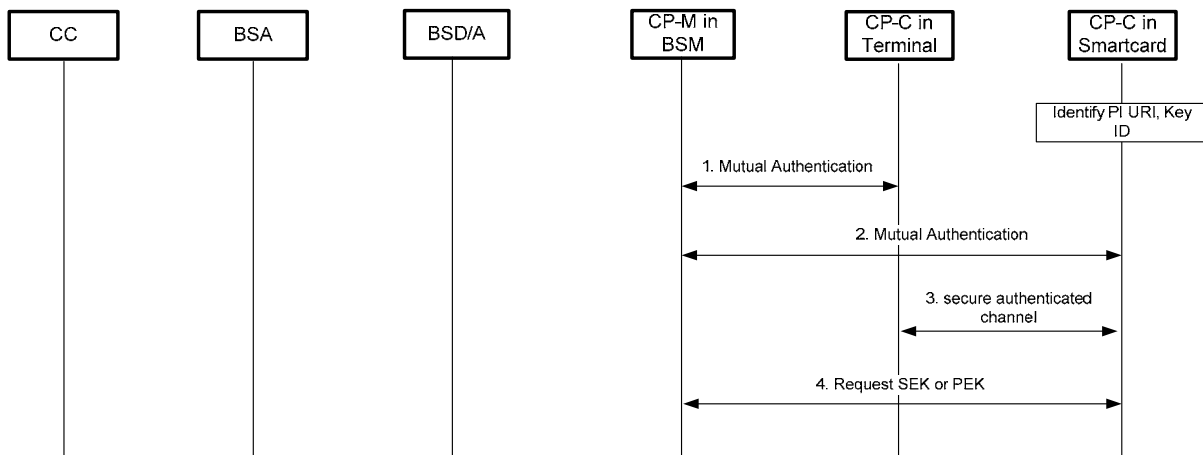 CC
BSA
BSD/A
CP-M in
BSM
CP-C in
Terminal
CP-C in
Smartcard
Identify PI URI, Key
ID
1. Mutual Authentication
2. Mutual Authentication
3. secure authenticated
channel
4. Request SEK or PEK